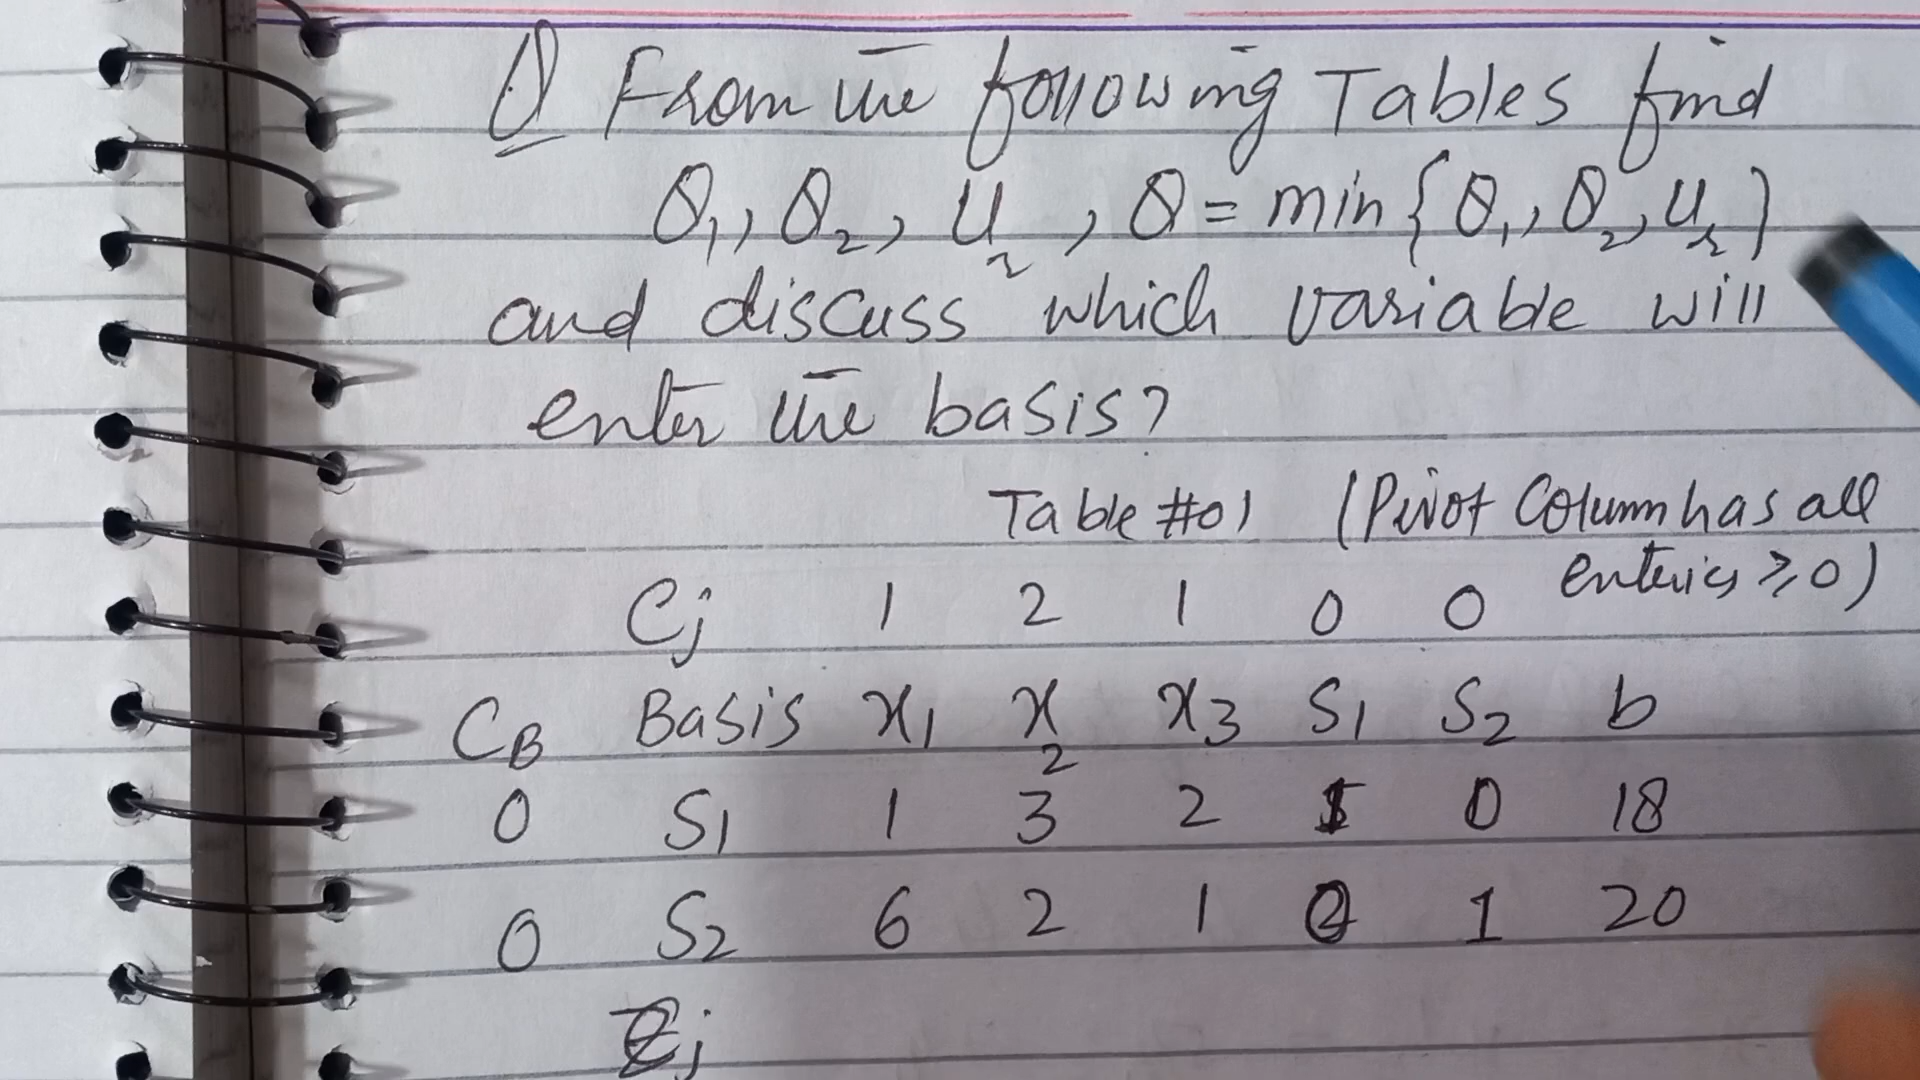 Q From the following Tables find
θ₁, θ₂, U₂, θ = min{θ₁, θ₂, U₂}
and discuss which variable will
enter the basis?
Table #01 (Pivot Column has all
enteries ≥0)
Cj 1 2 1 0 0
CB Basis x₁ x₂ x₃ S₁ S₂ b
0 S₁ 1 3 2 1 0 18
0 S₂ 6 2 1 0 1 20